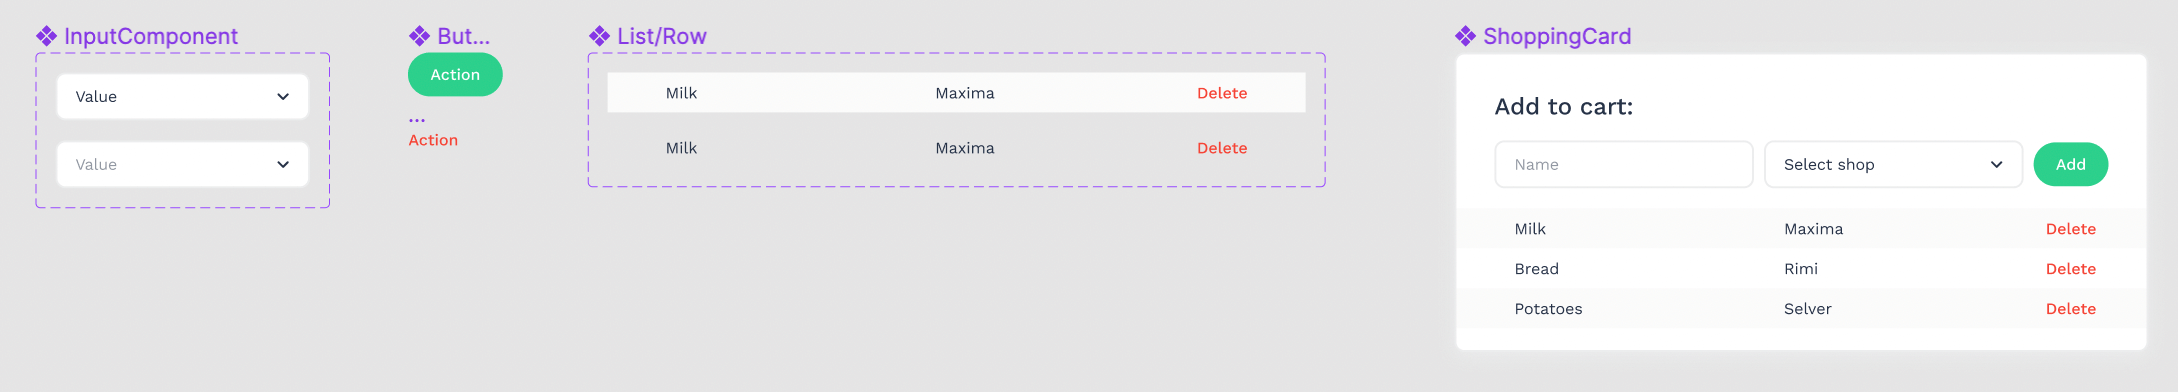 InputComponent
Value
Value
But...
Action
...
Action
List/Row
Milk Maxima Delete
Milk Maxima Delete
ShoppingCard
Add to cart:
Name Select shop Add
Milk Maxima Delete
Bread Rimi Delete
Potatoes Selver Delete